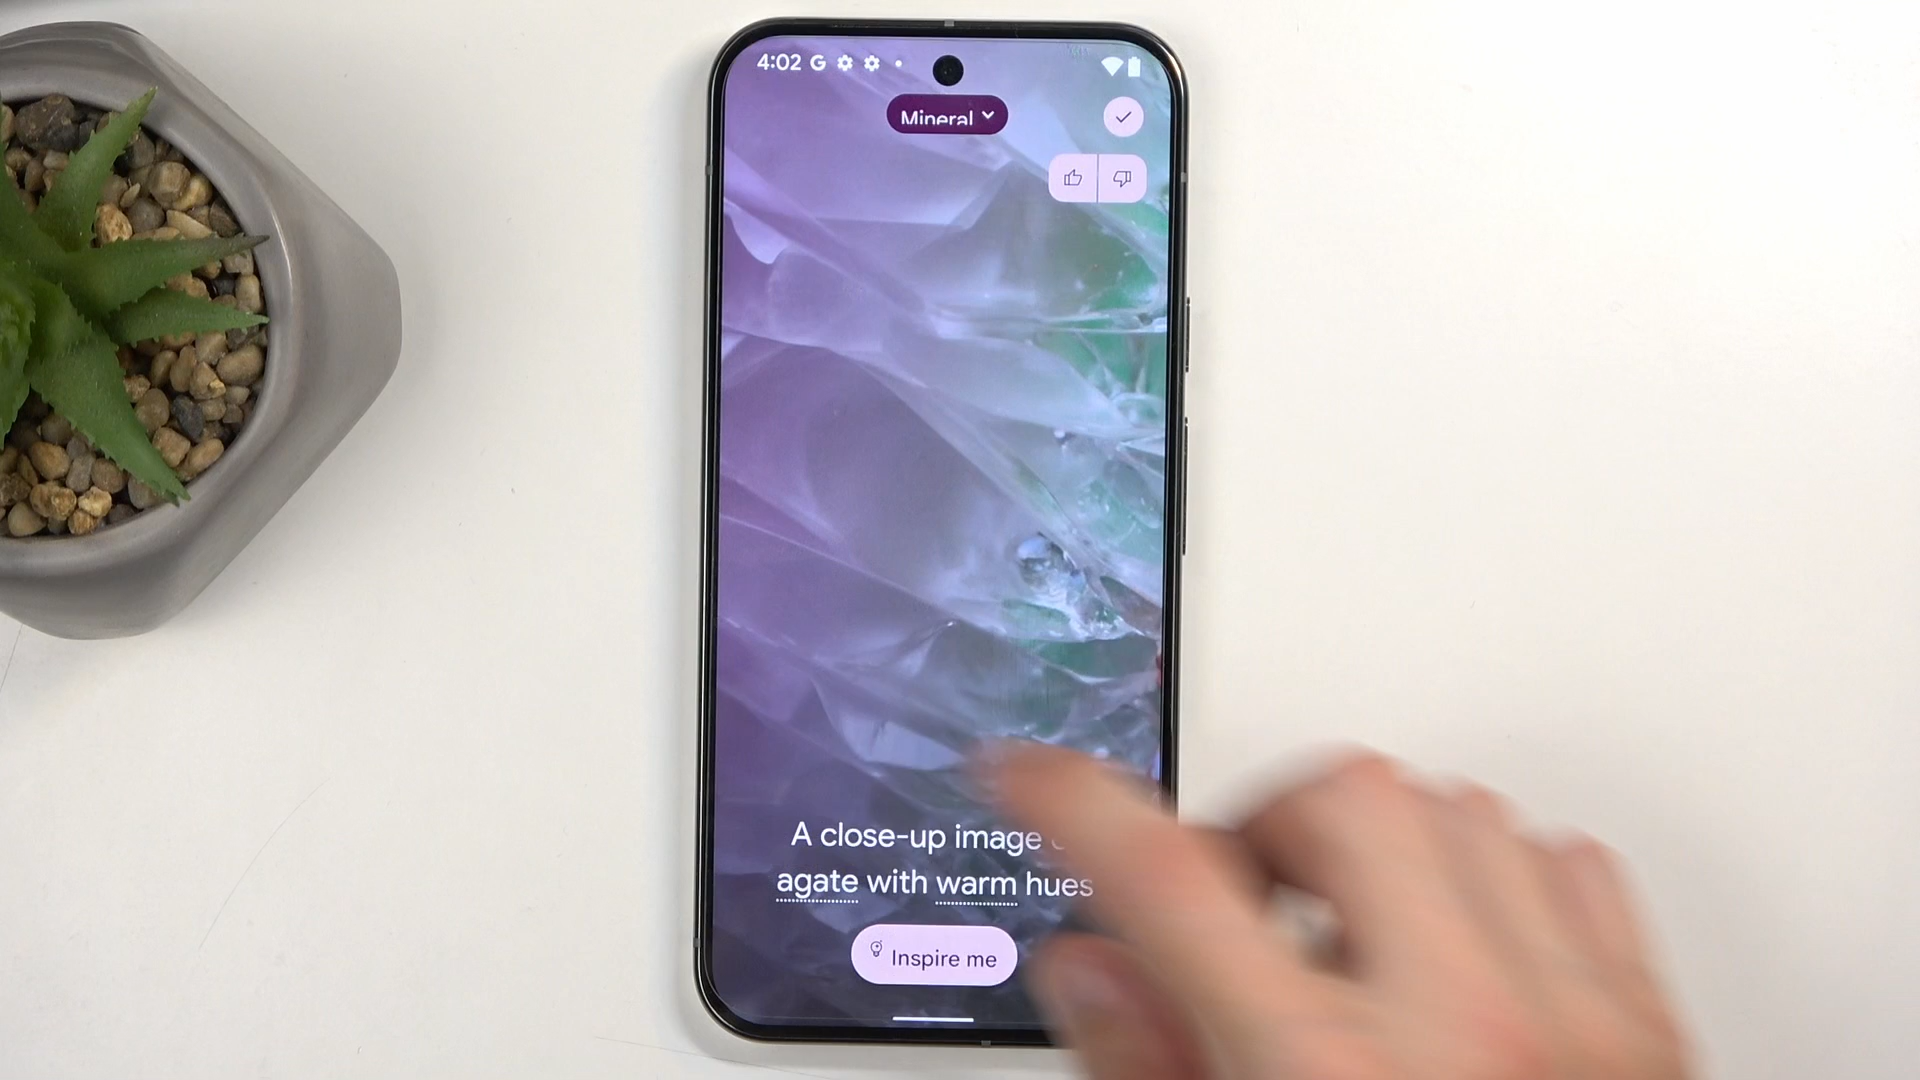 4:02 G
Mineral
A close-up image
agate with warm hues
Inspire me